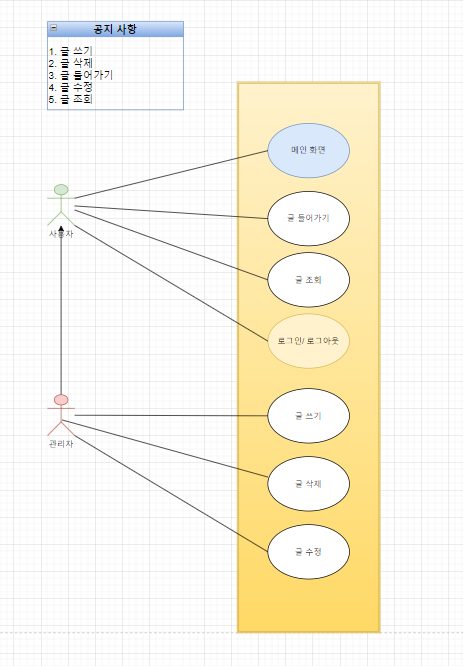 공지 사항
1. 글 쓰기
2. 글 삭제
3. 글 들어가기
4. 글 수정
5. 글 조회
메인 화면
글 들어가기
사용자
글 조회
로그인/ 로그아웃
글 쓰기
관리자
글 삭제
글 수정